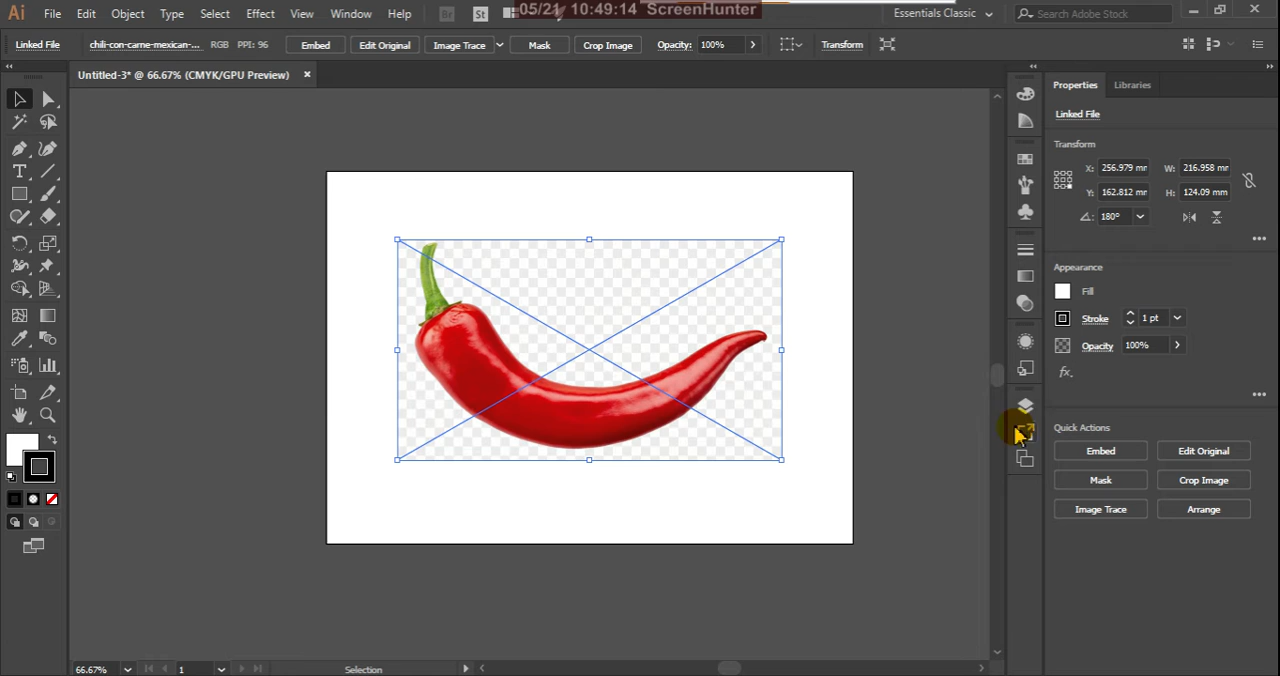 05/21 10:49:14 ScreenHunter
Ai File Edit Object Type Select Effect View Window Help Br St Essentials Classic Search Adobe Stock
Linked File chili-con-carne-mexican-... RGB PPI: 96 Embed Edit Original Image Trace Mask Crop Image Opacity: 100% Transform
Untitled-3* @ 66.67% (CMYK/GPU Preview)
Properties Libraries
Linked File
Transform
X: 256.979 mr W: 216.958 mr
Y: 162.812 mr H: 124.09 mm
180°
Appearance
Fill
Stroke 1 pt
Opacity 100%
fx.
Quick Actions
Embed Edit Original
Mask Crop Image
Image Trace Arrange
66.67% 1 Selection